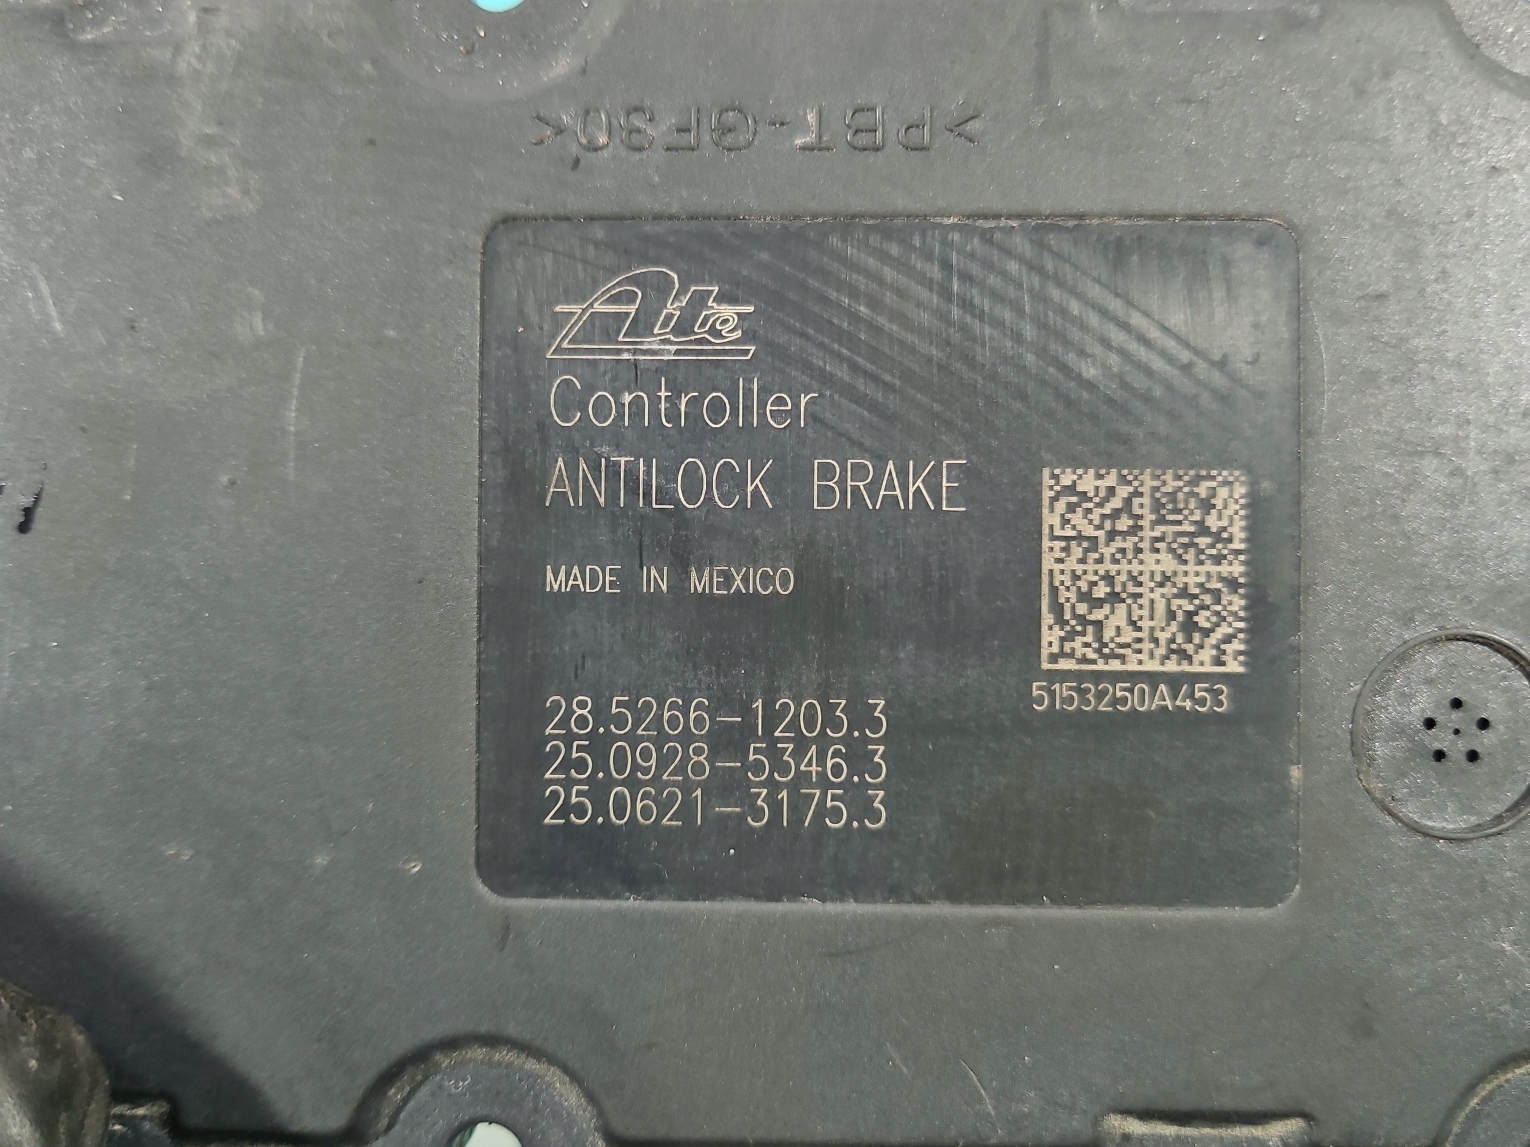 >PBT-GF30<
Ate
Controller
ANTILOCK BRAKE
MADE IN MEXICO
5153250A453
28.5266-1203.3
25.0928-5346.3
25.0621-3175.3